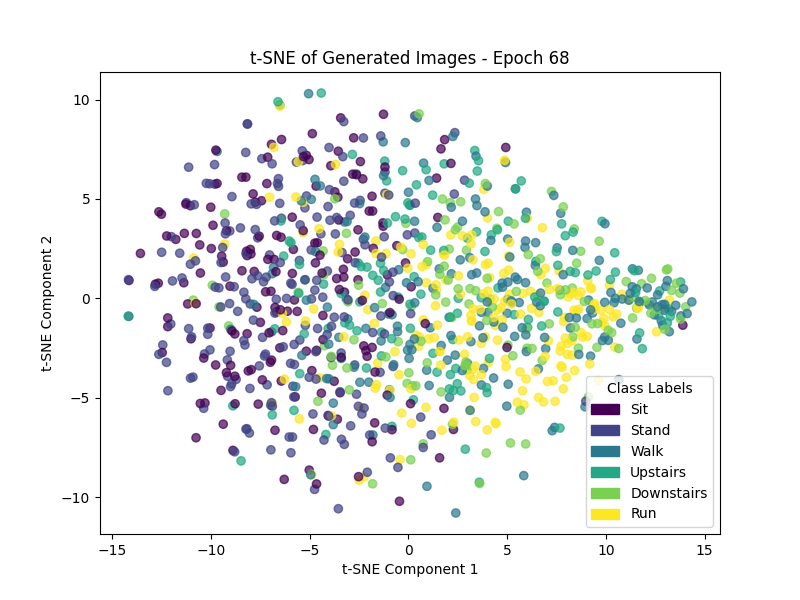 t-SNE of Generated Images - Epoch 68
10
5
0
−5
−10
t-SNE Component 2
−15
−10
−5
0
5
10
15
t-SNE Component 1
Class Labels
Sit
Stand
Walk
Upstairs
Downstairs
Run